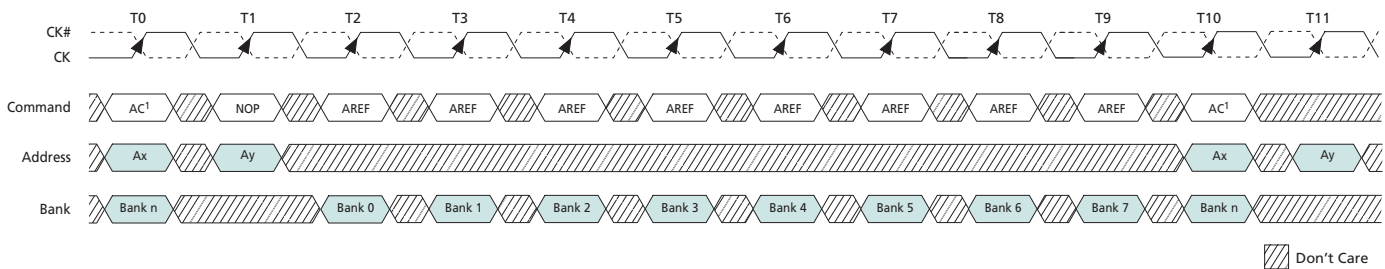 T0 T1 T2 T3 T4 T5 T6 T7 T8 T9 T10 T11
CK#
CK
Command AC¹ NOP AREF AREF AREF AREF AREF AREF AREF AREF AC¹
Address Ax Ay Ax Ay
Bank Bank n Bank 0 Bank 1 Bank 2 Bank 3 Bank 4 Bank 5 Bank 6 Bank 7 Bank n
Don't Care